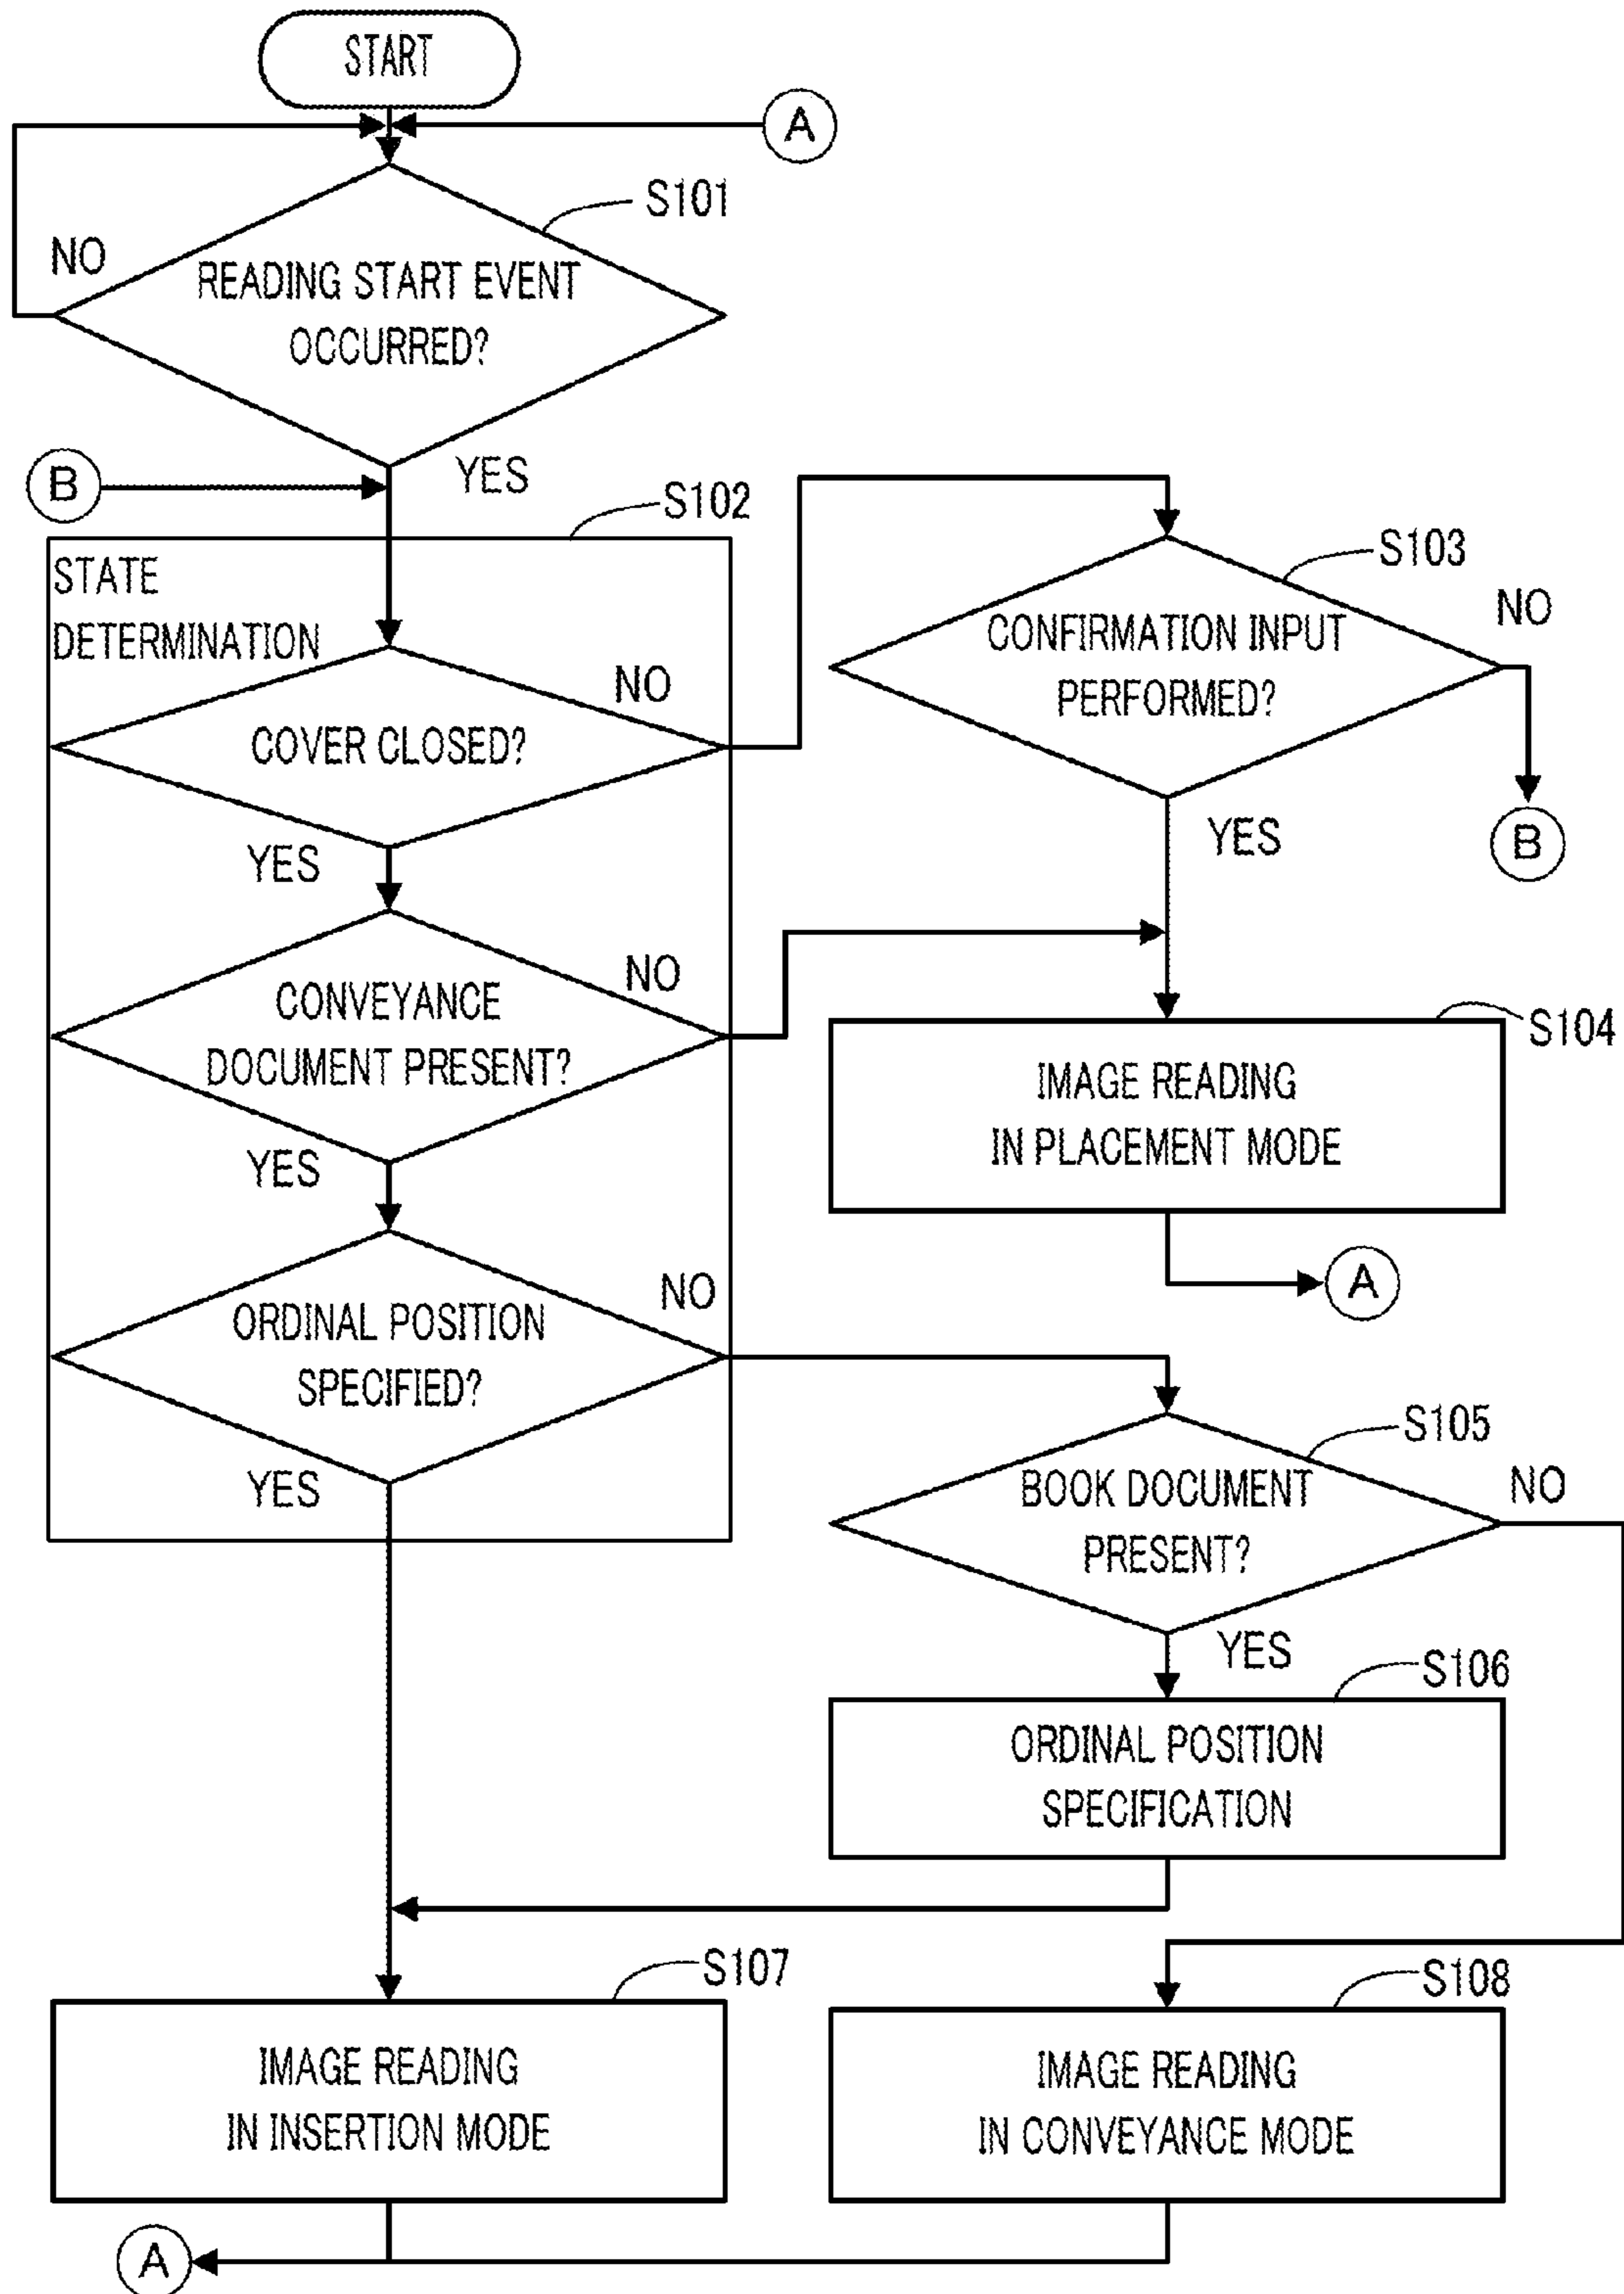 START
A
S101
NO
READING START EVENT
OCCURRED?
YES
B
S102
STATE
DETERMINATION
S103
NO
CONFIRMATION INPUT
PERFORMED?
NO
COVER CLOSED?
YES
YES
B
CONVEYANCE
DOCUMENT PRESENT?
NO
S104
IMAGE READING
IN PLACEMENT MODE
YES
A
ORDINAL POSITION
SPECIFIED?
NO
YES
S105
BOOK DOCUMENT
PRESENT?
NO
YES
S106
ORDINAL POSITION
SPECIFICATION
S107
IMAGE READING
IN INSERTION MODE
S108
IMAGE READING
IN CONVEYANCE MODE
A